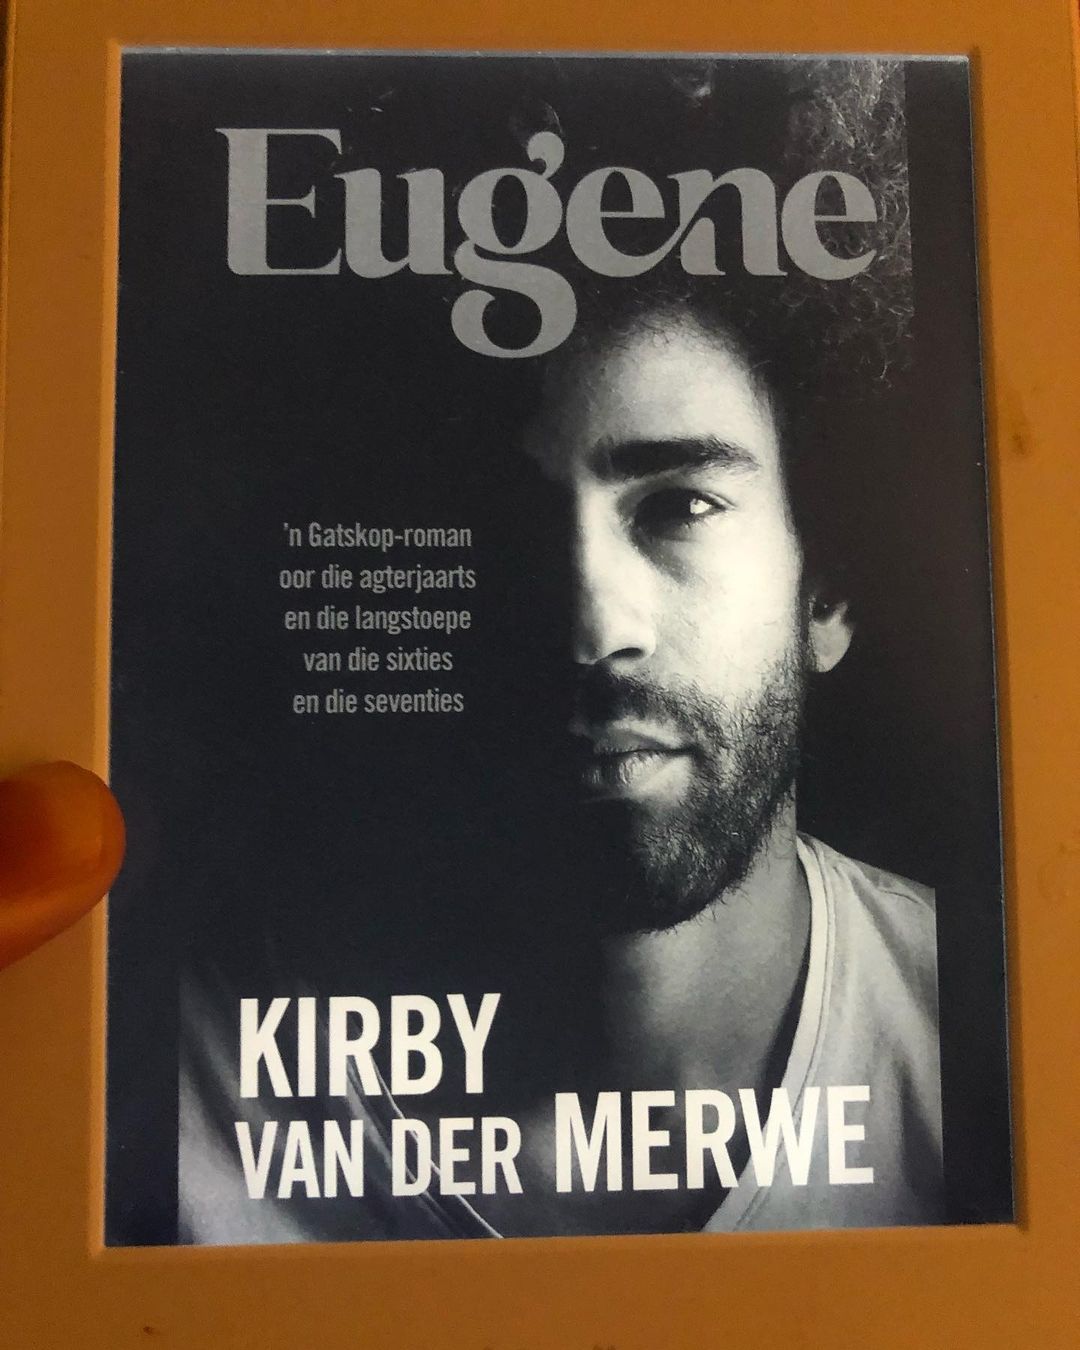 Eugene
'n Gatskop-roman
oor die agterjaarts
en die langstoepe
van die sixties
en die seventies
KIRBY
VAN DER MERWE